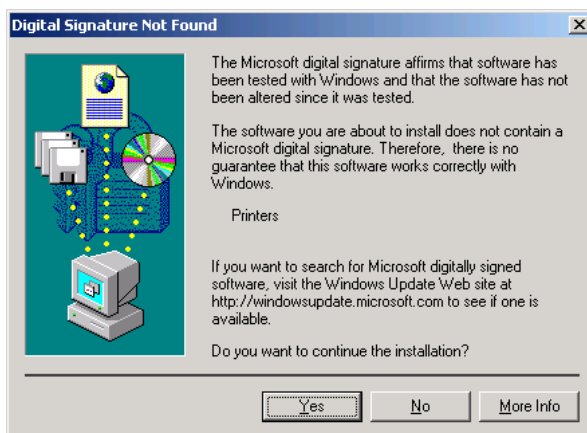 Digital Signature Not Found
The Microsoft digital signature affirms that software has
been tested with Windows and that the software has not
been altered since it was tested.
The software you are about to install does not contain a
Microsoft digital signature. Therefore, there is no
guarantee that this software works correctly with
Windows.
Printers
If you want to search for Microsoft digitally signed
software, visit the Windows Update Web site at
http://windowsupdate.microsoft.com to see if one is
available.
Do you want to continue the installation?
Yes
No
More Info